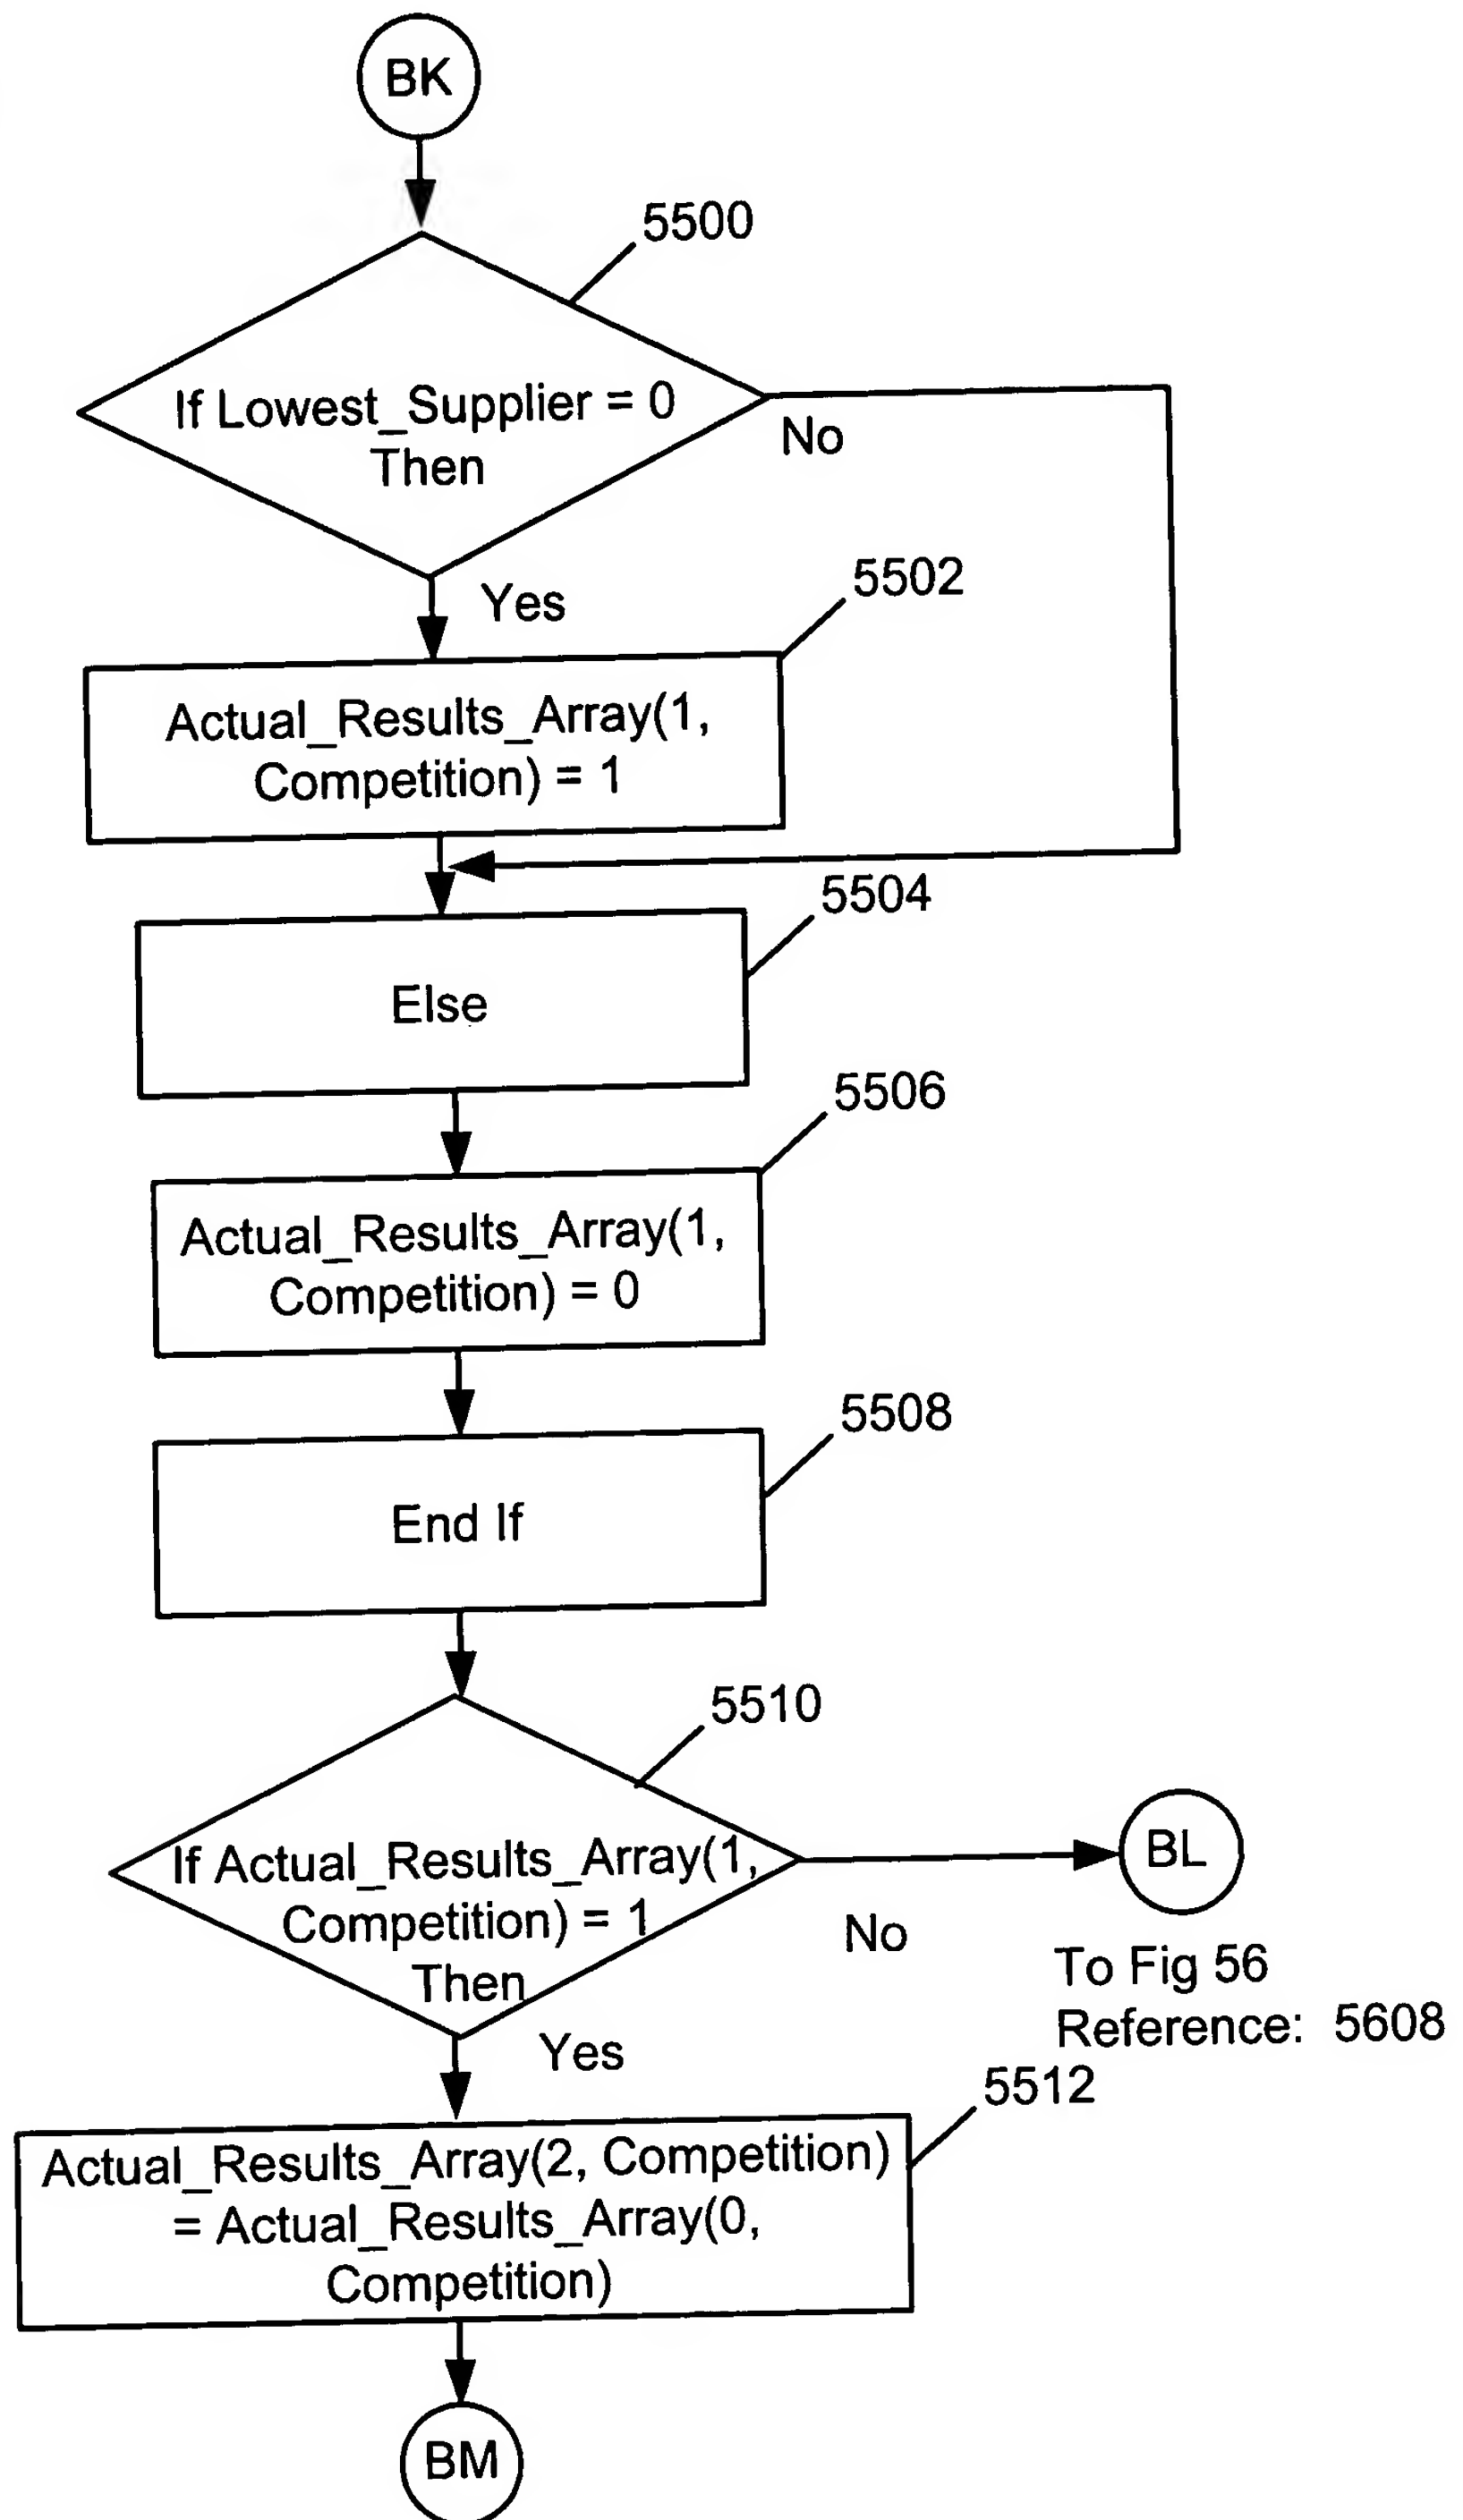 BK
5500
If Lowest_Supplier = 0
Then
No
Yes
5502
Actual_Results_Array(1,
Competition) = 1
5504
Else
5506
Actual_Results_Array(1,
Competition) = 0
5508
End If
5510
If Actual_Results_Array(1,
Competition) = 1
Then
BL
No
To Fig 56
Reference: 5608
Yes
5512
Actual_Results_Array(2, Competition)
= Actual_Results_Array(0,
Competition)
BM